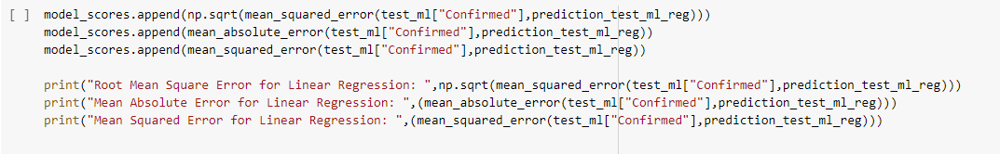 [ ] model_scores.append(np.sqrt(mean_squared_error(test_ml["Confirmed"],prediction_test_ml_reg)))
model_scores.append(mean_absolute_error(test_ml["Confirmed"],prediction_test_ml_reg))
model_scores.append(mean_squared_error(test_ml["Confirmed"],prediction_test_ml_reg))
print("Root Mean Square Error for Linear Regression: ",np.sqrt(mean_squared_error(test_ml["Confirmed"],prediction_test_ml_reg)))
print("Mean Absolute Error for Linear Regression: ",(mean_absolute_error(test_ml["Confirmed"],prediction_test_ml_reg)))
print("Mean Squared Error for Linear Regression: ",(mean_squared_error(test_ml["Confirmed"],prediction_test_ml_reg)))